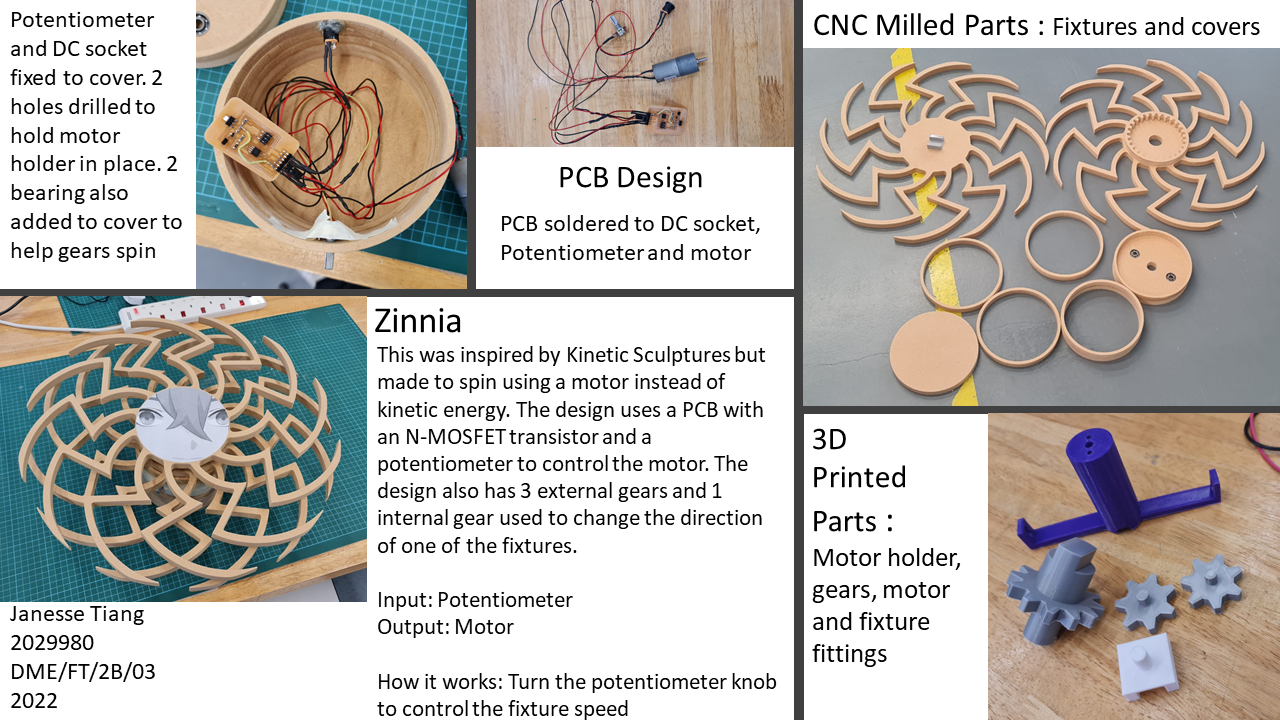 Potentiometer
and DC socket
fixed to cover. 2
holes drilled to
hold motor
holder in place. 2
bearing also
added to cover to
help gears spin
PCB Design
PCB soldered to DC socket,
Potentiometer and motor
CNC Milled Parts : Fixtures and covers
Zinnia
This was inspired by Kinetic Sculptures but
made to spin using a motor instead of
kinetic energy. The design uses a PCB with
an N-MOSFET transistor and a
potentiometer to control the motor. The
design also has 3 external gears and 1
internal gear used to change the direction
of one of the fixtures.
Input: Potentiometer
Output: Motor
How it works: Turn the potentiometer knob
to control the fixture speed
Janesse Tiang
2029980
DME/FT/2B/03
2022
3D
Printed
Parts :
Motor holder,
gears, motor
and fixture
fittings